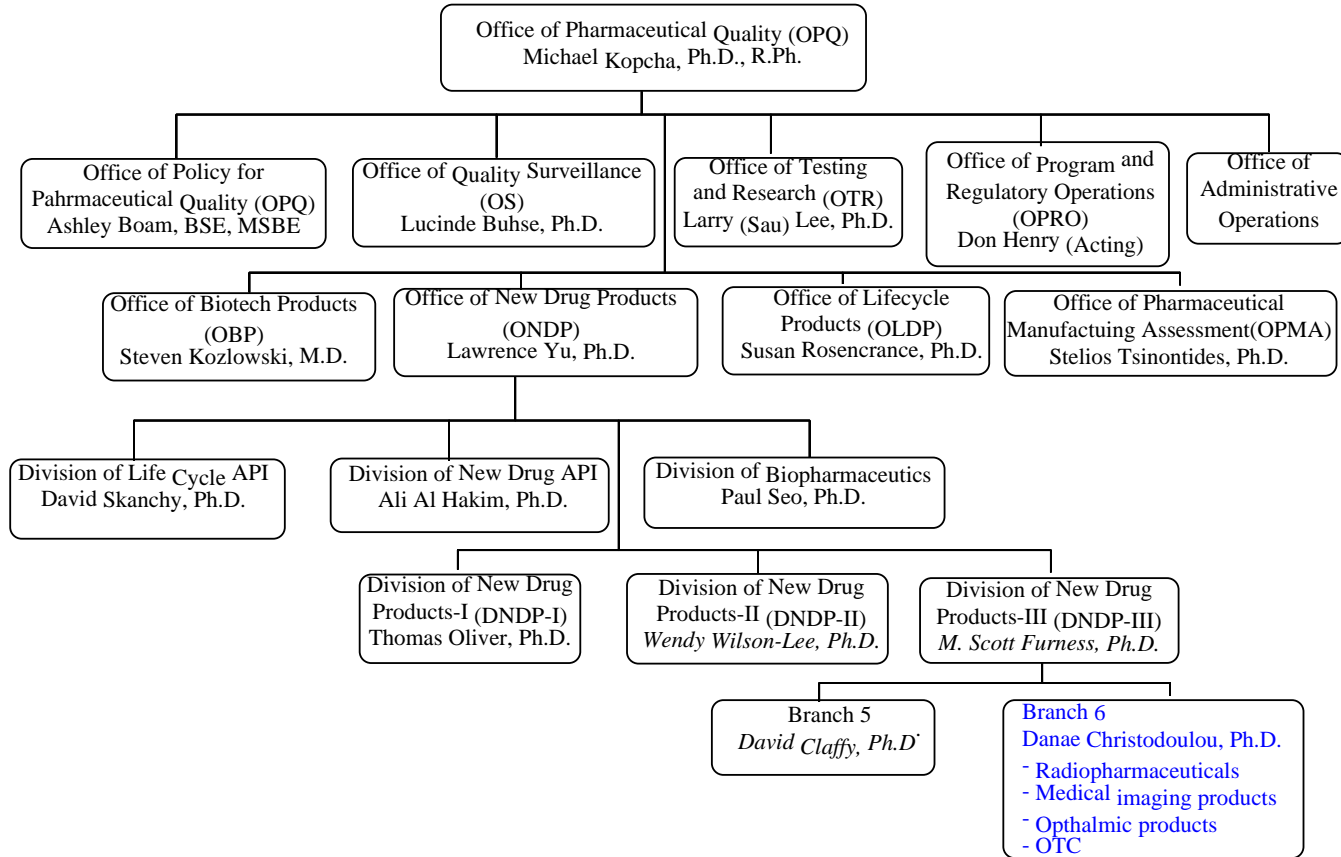 Office of Pharmaceutical Quality (OPQ)
Michael Kopcha, Ph.D., R.Ph.
Office of Policy for
Pahrmaceutical Quality (OPQ)
Ashley Boam, BSE, MSBE
Office of Quality Surveillance
(OS)
Lucinde Buhse, Ph.D.
Office of Testing
and Research (OTR)
Larry (Sau) Lee, Ph.D.
Office of Program and
Regulatory Operations
(OPRO)
Don Henry (Acting)
Office of
Administrative
Operations
Office of Biotech Products
(OBP)
Steven Kozlowski, M.D.
Office of New Drug Products
(ONDP)
Lawrence Yu, Ph.D.
Office of Lifecycle
Products (OLDP)
Susan Rosencrance, Ph.D.
Office of Pharmaceutical
Manufactuing Assessment(OPMA)
Stelios Tsinontides, Ph.D.
Division of Life Cycle API
David Skanchy, Ph.D.
Division of New Drug API
Ali Al Hakim, Ph.D.
Division of Biopharmaceutics
Paul Seo, Ph.D.
Division of New Drug
Products-I (DNDP-I)
Thomas Oliver, Ph.D.
Division of New Drug
Products-II (DNDP-II)
Wendy Wilson-Lee, Ph.D.
Division of New Drug
Products-III (DNDP-III)
M. Scott Furness, Ph.D.
Branch 5
David Claffy, Ph.D.
Branch 6
Danae Christodoulou, Ph.D.
- Radiopharmaceuticals
- Medical imaging products
- Opthalmic products
- OTC